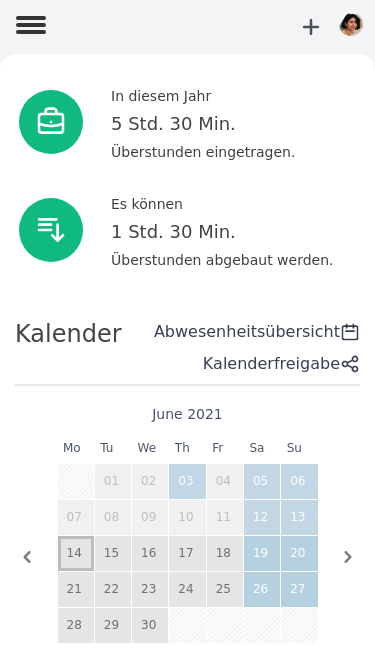 In diesem Jahr
5 Std. 30 Min.
Überstunden eingetragen.
Es können
1 Std. 30 Min.
Überstunden abgebaut werden.
Kalender
Abwesenheitsübersicht
Kalenderfreigabe
June 2021
Mo Tu We Th Fr Sa Su
01 02 03 04 05 06
07 08 09 10 11 12 13
14 15 16 17 18 19 20
21 22 23 24 25 26 27
28 29 30